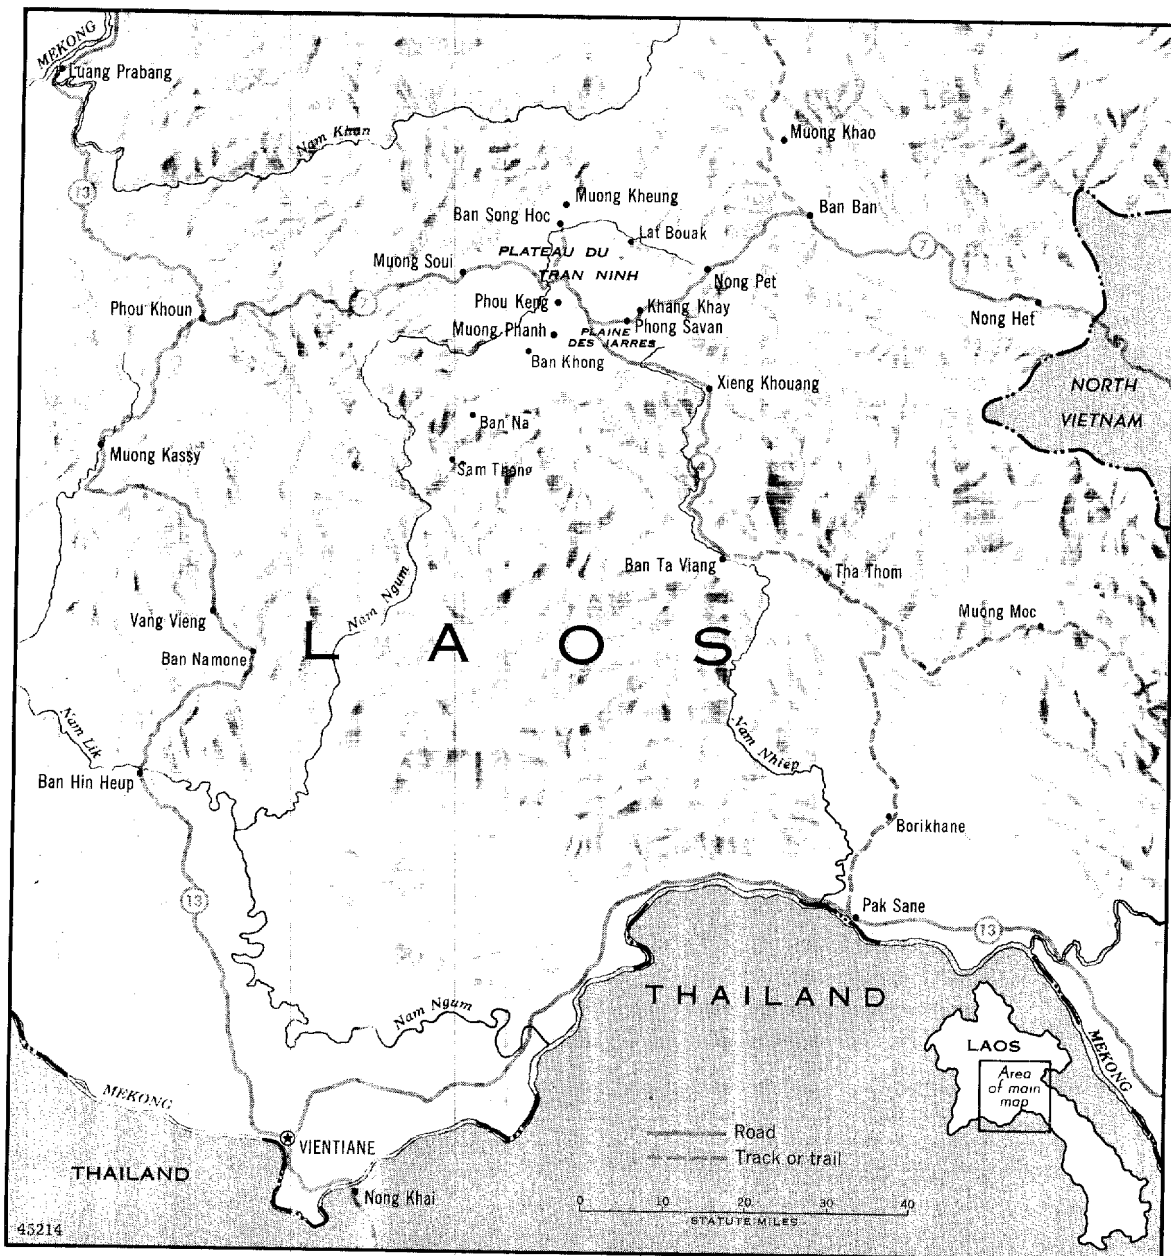 MEKONG
Luang Prabang
Nam Khan
Muong Khao
13
Muong Kheung
Ban Song Hoc
Ban Ban
Lat Bouak
7
PLATEAU DU
TRAN NINH
Muong Soui
Nong Pet
Phou Keng
Khang Khay
Phou Khoun
Muong Phanh
Phong Savan
Nong Het
PLAINE
DES JARRES
Ban Khong
Xieng Khouang
NORTH
VIETNAM
Ban Na
Muong Kassy
Sam Thong
Ban Ta Viang
Tha Thom
Nam Ngum
Vang Vieng
Muong Moc
LAOS
Ban Namone
Nam Lik
Nam Nhiep
Ban Hin Heup
Borikhane
13
Pak Sane
13
THAILAND
Nam Ngum
MEKONG
LAOS
Area
of main
map
MEKONG
VIENTIANE
Road
Track or trail
THAILAND
Nong Khai
0 10 20 30 40
STATUTE MILES
45214